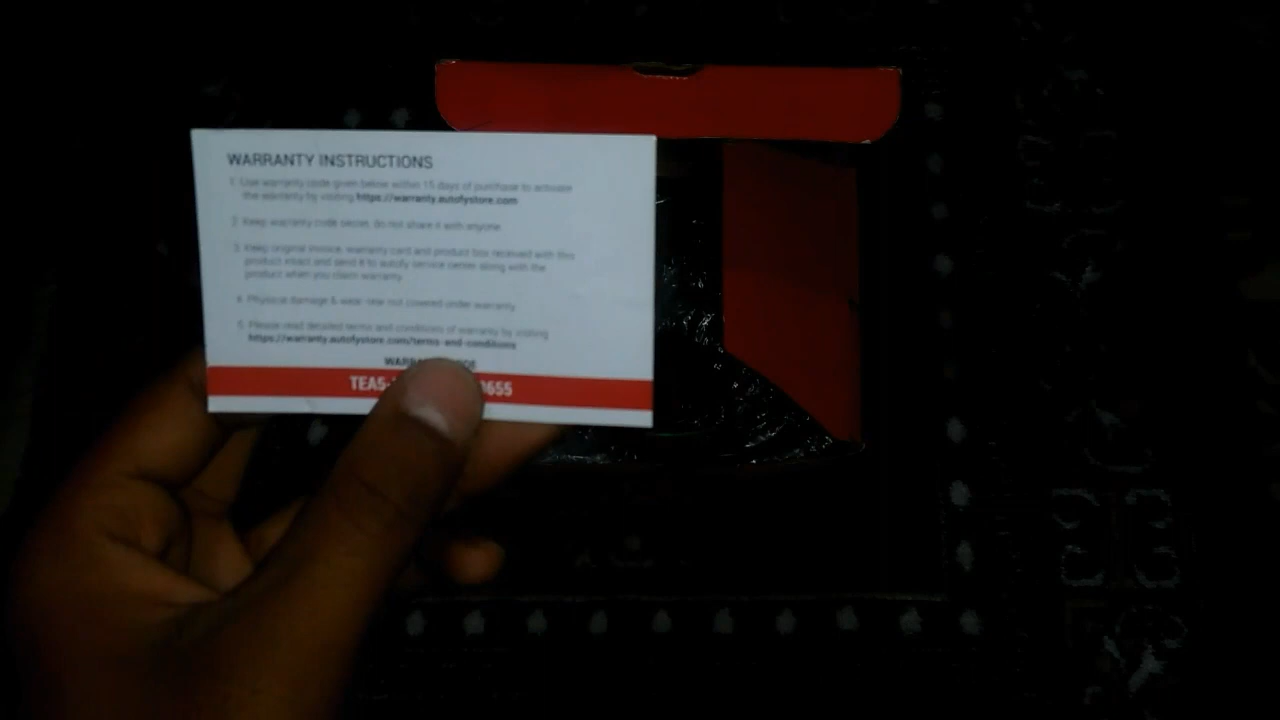 WARRANTY INSTRUCTIONS
1. Use warranty code given below within 15 days of purchase to activate
the warranty by visiting https://warranty.autofystore.com
2. Keep warranty code secret, do not share it with anyone.
3. Keep original invoice, warranty card and product box received with this
product intact and send it to autofy service center along with the
product when you claim warranty
4. Physical damage & wear-tear not covered under warranty
5. Please read detailed terms and conditions of warranty by visiting
https://warranty.autofystore.com/terms-and-conditions
TEA5- 655